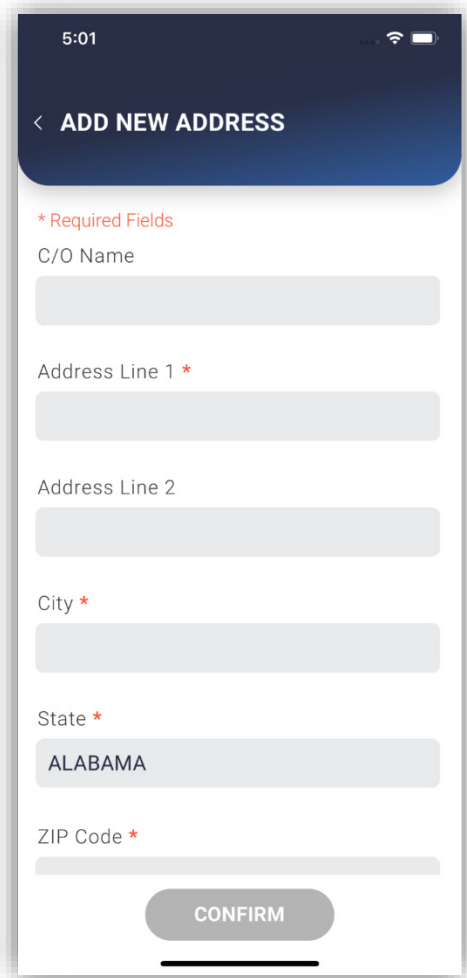 5:01
ADD NEW ADDRESS
* Required Fields
C/O Name
Address Line 1 *
Address Line 2
City *
State *
ALABAMA
ZIP Code *
CONFIRM